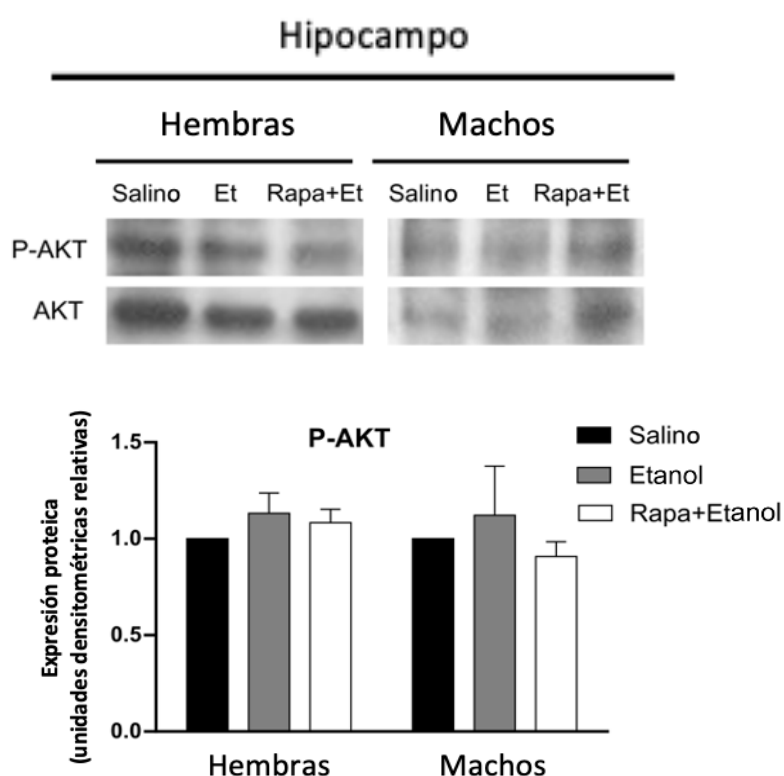 Hipocampo
Hembras Machos
Salino Et Rapa+Et Salino Et Rapa+Et
P-AKT
AKT
Expresión proteica
(unidades densitométricas relativas)
P-AKT
1.5
1.0
0.5
0.0
Salino
Etanol
Rapa+Etanol
Hembras Machos